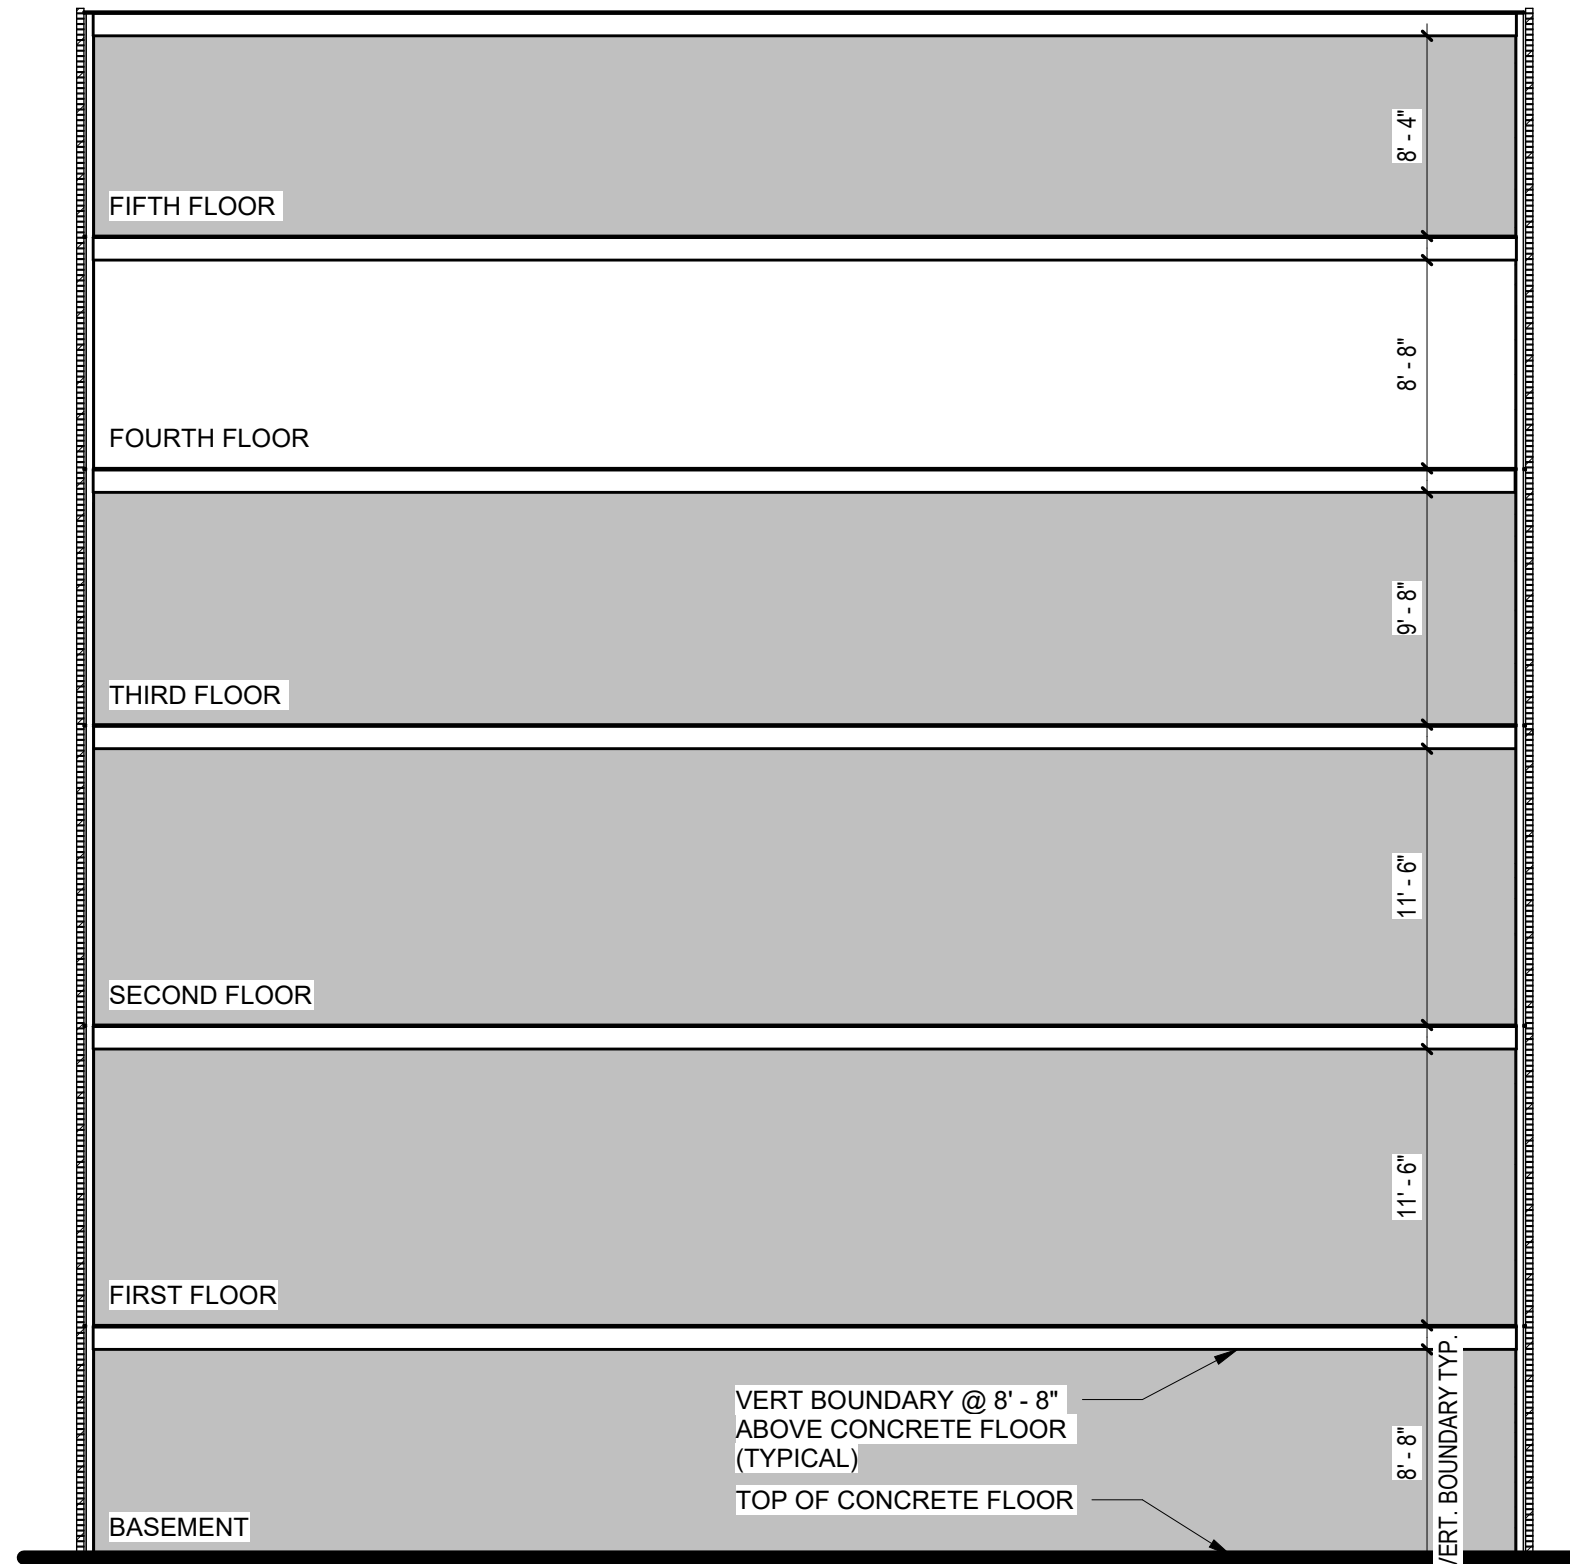 8' - 4"
FIFTH FLOOR
8' - 8"
FOURTH FLOOR
9' - 8"
THIRD FLOOR
11' - 6"
SECOND FLOOR
11' - 6"
FIRST FLOOR
VERT BOUNDARY @ 8' - 8"
ABOVE CONCRETE FLOOR
(TYPICAL)
TOP OF CONCRETE FLOOR
8' - 8"
VERT. BOUNDARY TYP.
BASEMENT